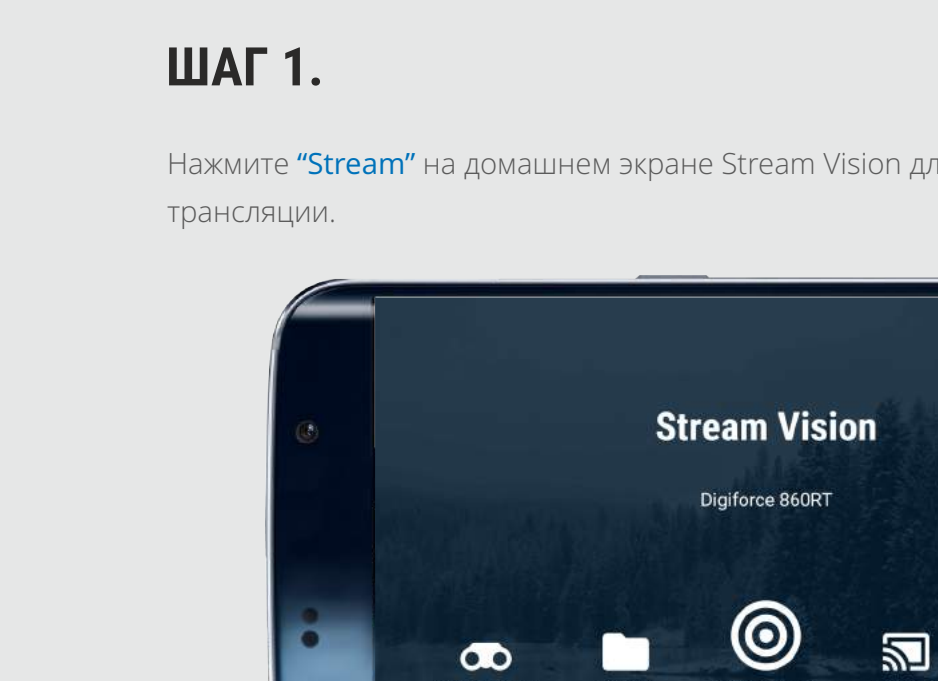 ШАГ 1.
Нажмите “Stream” на домашнем экране Stream Vision
трансляции.
Stream Vision
Digiforce 860RT